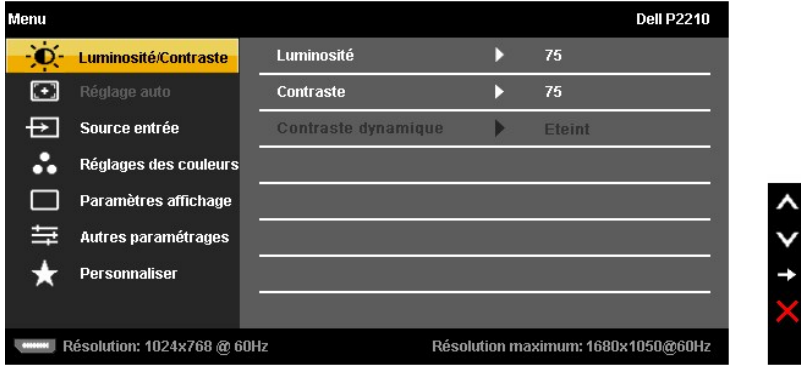 Menu Dell P2210
Luminosité/Contraste Luminosité 75
Réglage auto Contraste 75
Source entrée Contraste dynamique Eteint
Réglages des couleurs
Paramètres affichage
Autres paramétrages
Personnaliser
Résolution: 1024x768 @ 60Hz Résolution maximum: 1680x1050@60Hz